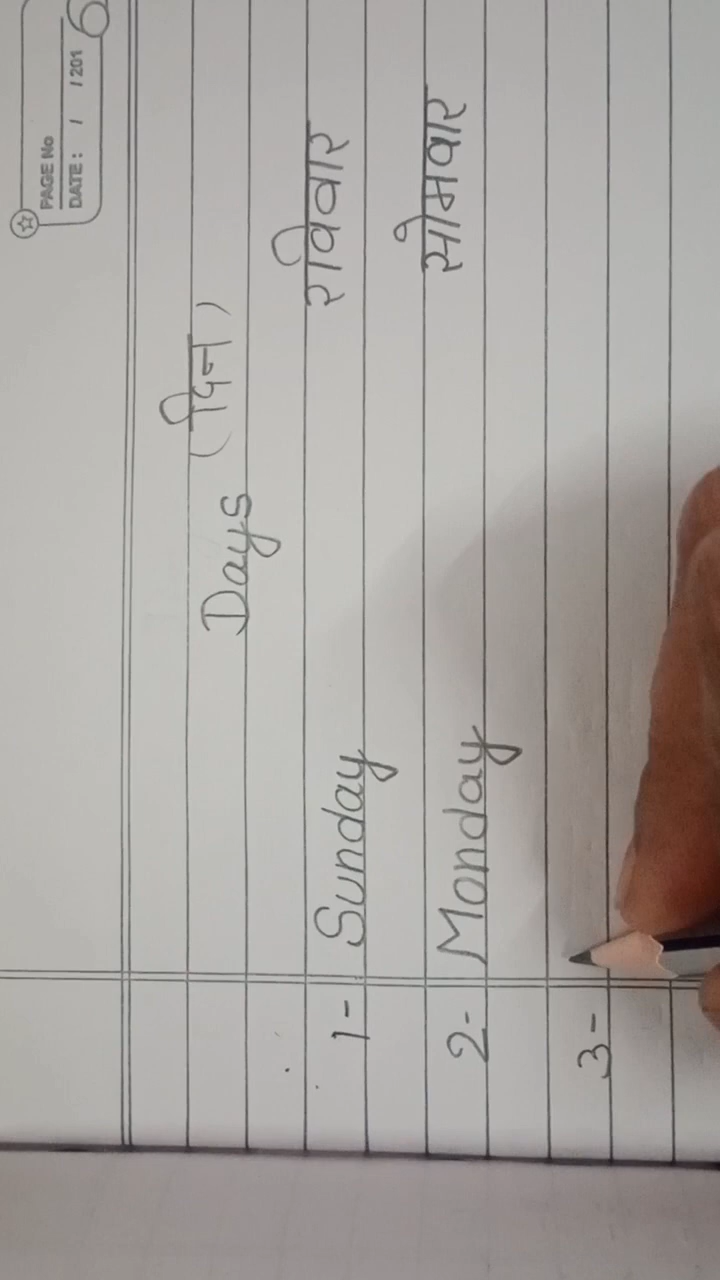 PAGE No
DATE: / /201
Days (दिन)
1- Sunday रविवार
2- Monday सोमवार
3-